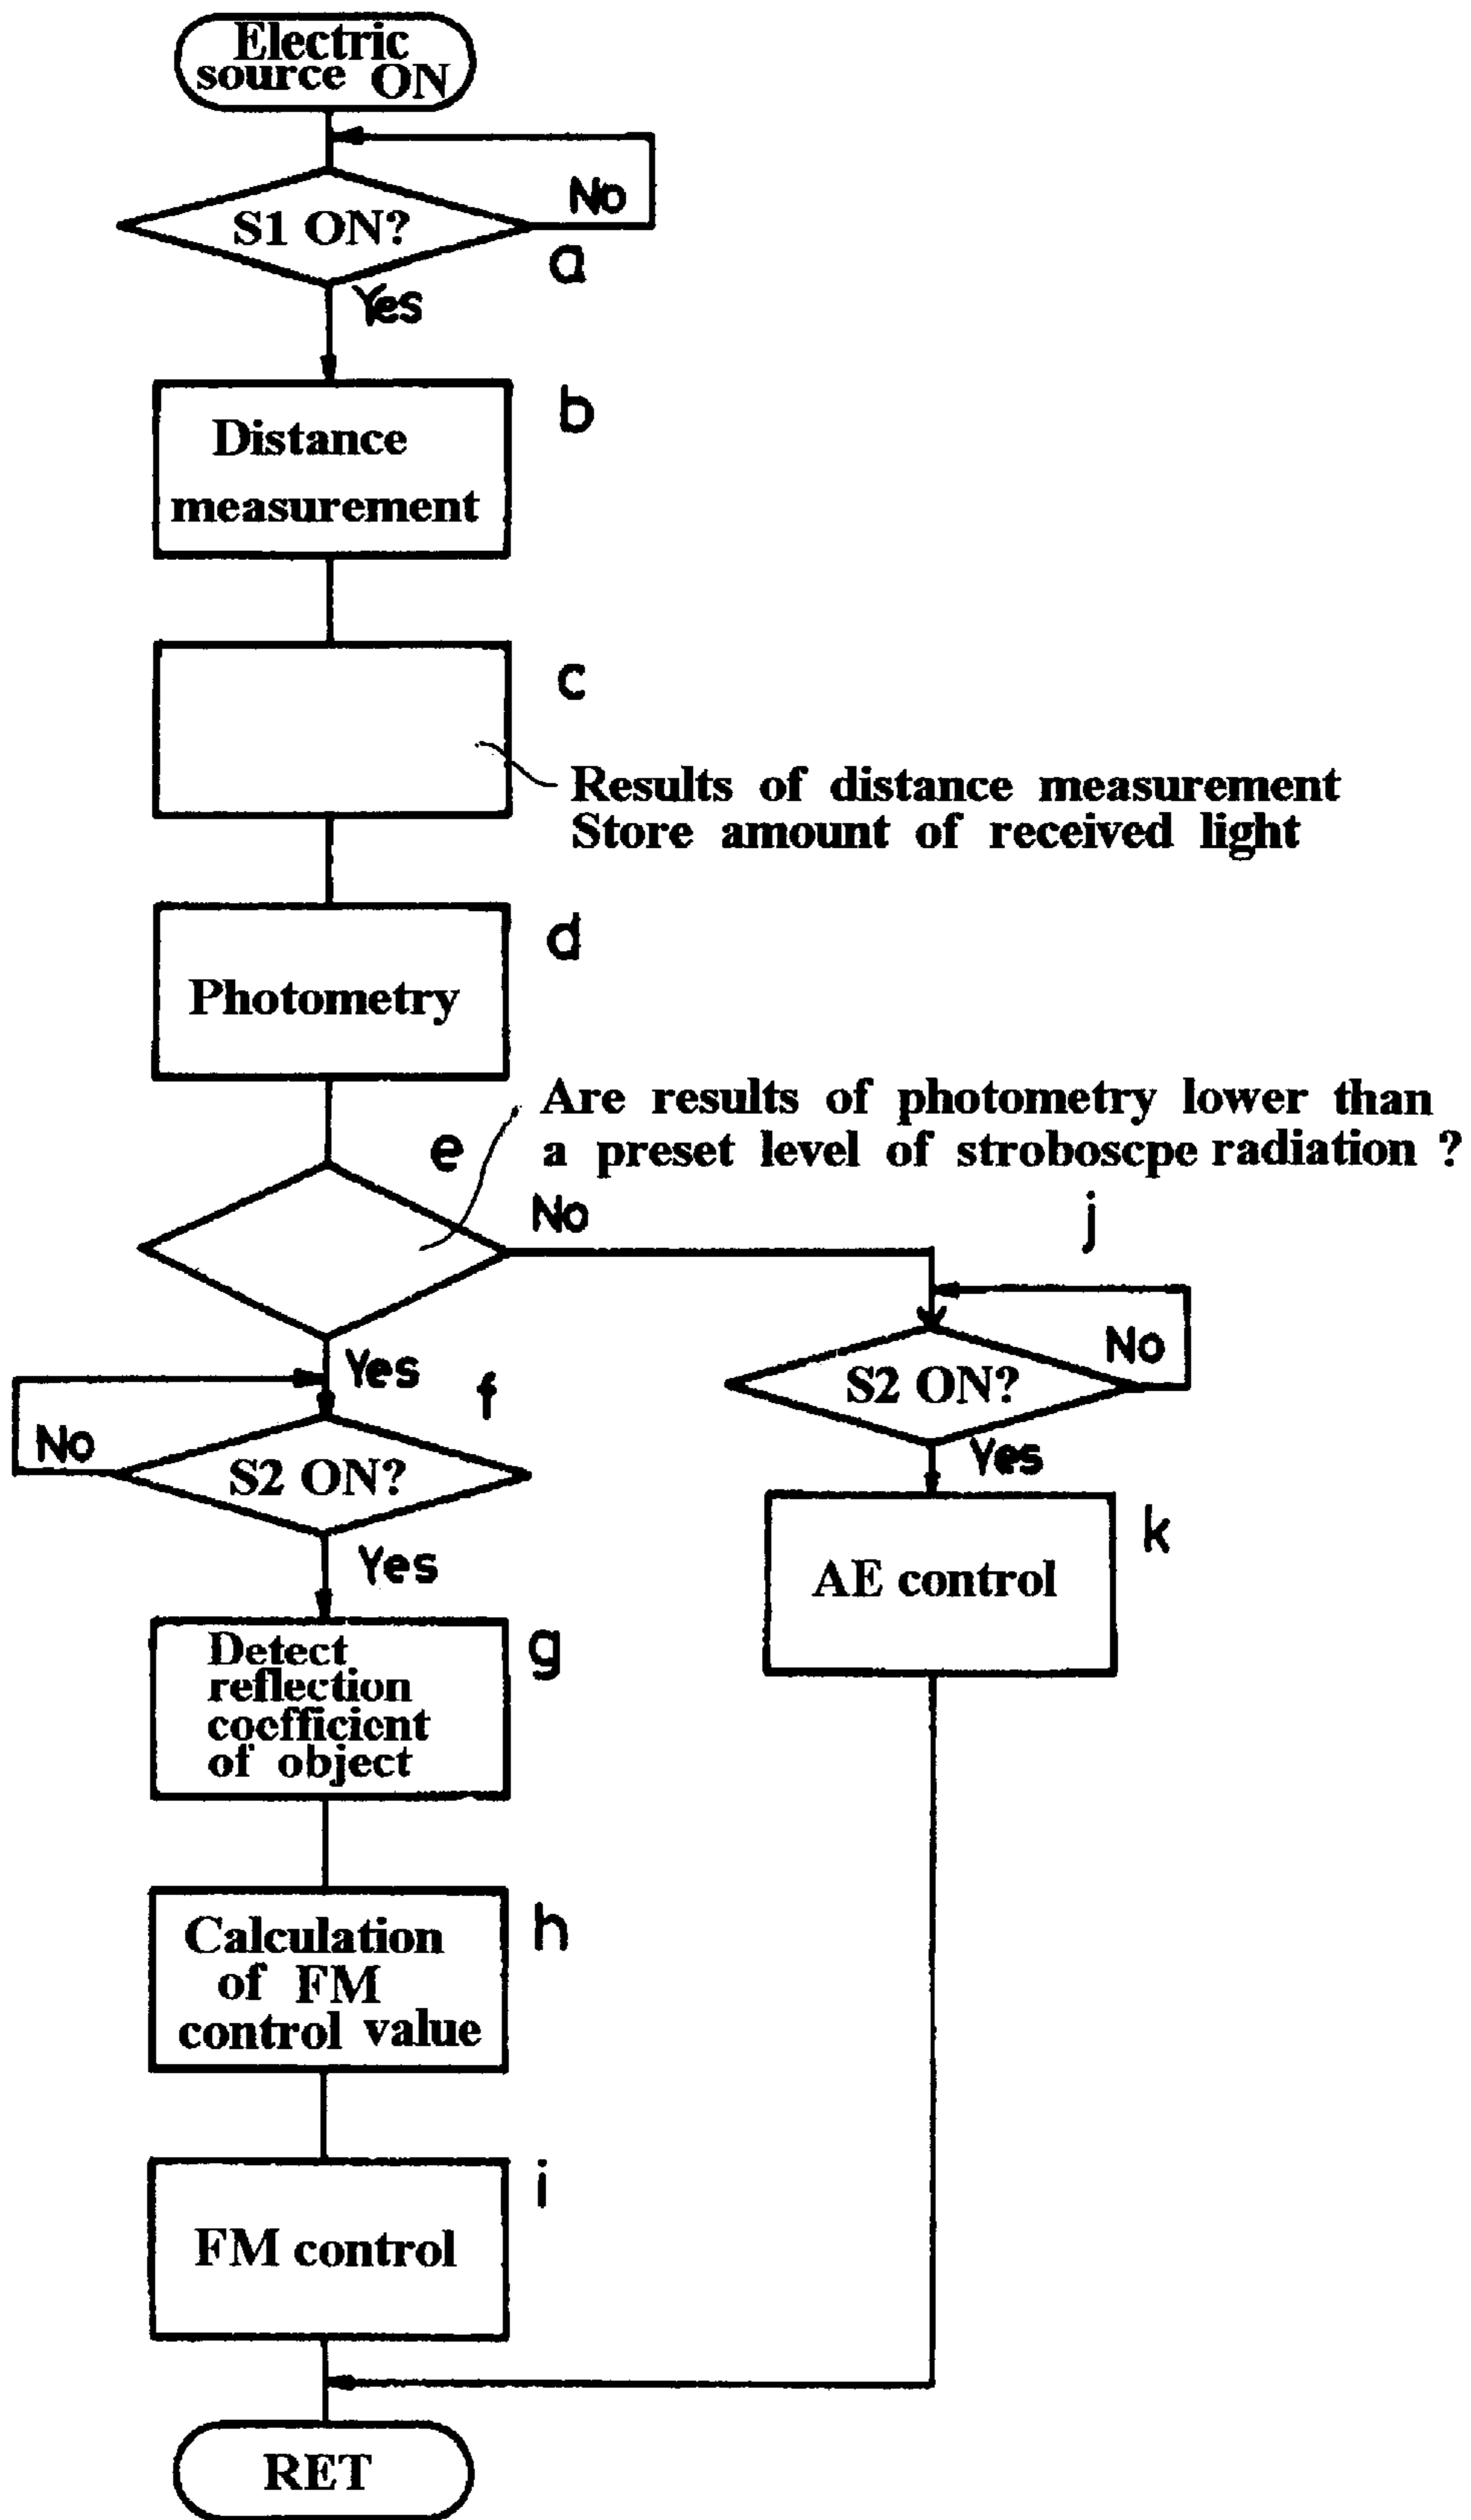 Electric
source ON
No
S1 ON?
a
Yes
b
Distance
measurement
c
Results of distance measurement
Store amount of received light
d
Photometry
Are results of photometry lower than
a preset level of stroboscpe radiation ?
e
No
j
Yes
f
No
S2 ON?
No
S2 ON?
Yes
Yes
k
AE control
g
Detect
reflection
coefficient
of object
h
Calculation
of FM
control value
i
FM control
RET